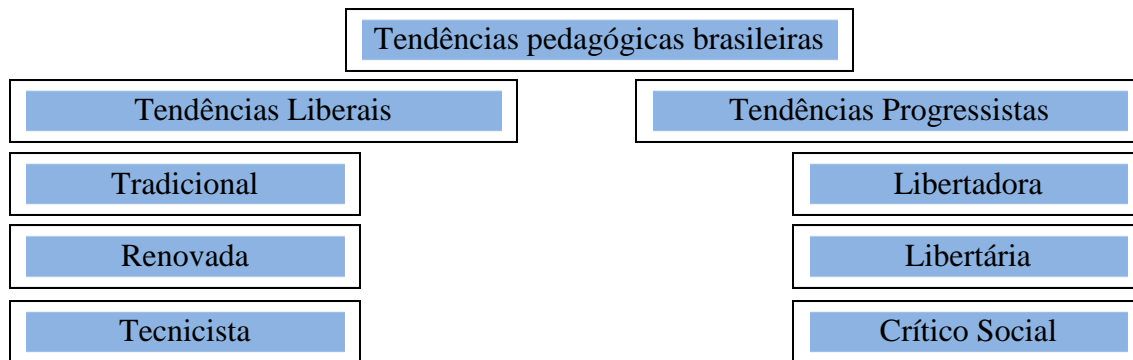 Tendências pedagógicas brasileiras
Tendências Liberais
Tendências Progressistas
Tradicional
Libertadora
Renovada
Libertária
Tecnicista
Crítico Social